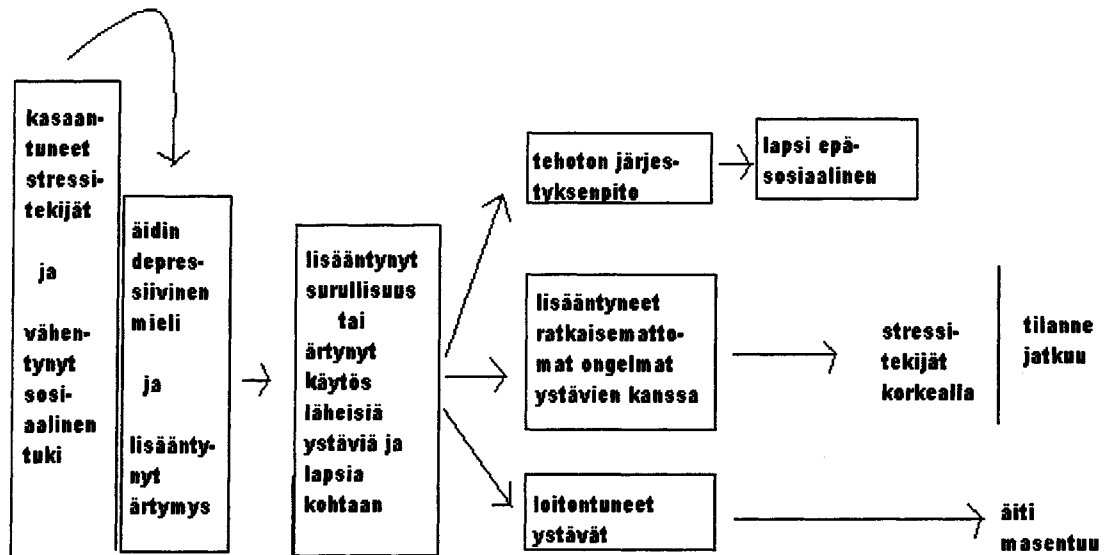 kasaan-
tuneet
stressi-
tekijät
ja
vähen-
tynyt
sosi-
aalinen
tuki
äidin
depres-
siivinen
mieli
ja
lisäänty-
nyt
ärtymys
lisääntynyt
surullisuus
tai
ärtynyt
käytös
läheisiä
ystäviä ja
lapsia
kohtaan
tehoton järjes-
tyksenpito
lapsi epä-
sosiaalinen
lisääntyneet
ratkaisematto-
mat ongelmat
ystävien kanssa
stressi-
tekijät
korkealla
tilanne
jatkuu
loitontuneet
ystävät
äiti
masentuu